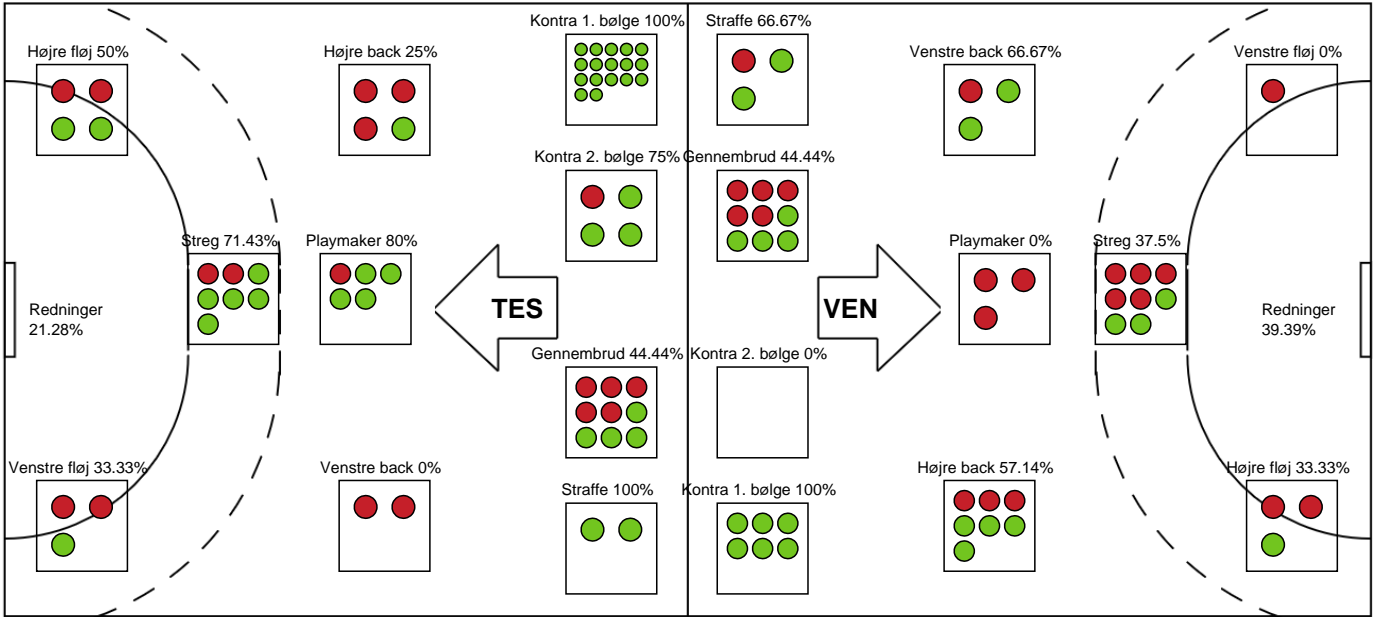 Kontra 1. bølge 100%
Straffe 66.67%
Højre fløj 50%
Højre back 25%
Venstre back 66.67%
Venstre fløj 0%
Kontra 2. bølge 75%
Gennembrud 44.44%
Streg 71.43%
Playmaker 80%
Playmaker 0%
Streg 37.5%
Redninger
21.28%
TES
VEN
Redninger
39.39%
Gennembrud 44.44%
Kontra 2. bølge 0%
Venstre fløj 33.33%
Venstre back 0%
Højre back 57.14%
Højre fløj 33.33%
Straffe 100%
Kontra 1. bølge 100%